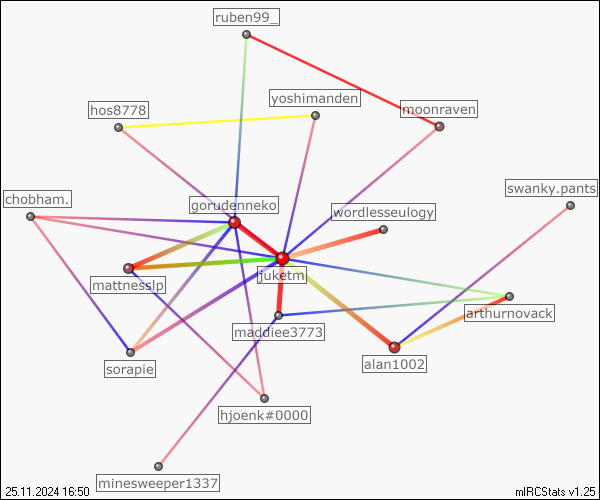 ruben99_
yoshimanden
hos8778
moonraven
swanky.pants
chobham.
gorudenneko
wordlesseulogy
mattnesslp
juketm
arthurnovack
maddiee3773
sorapie
alan1002
hjoenk#0000
minesweeper1337
25.11.2024 16:50
mIRCStats v1.25